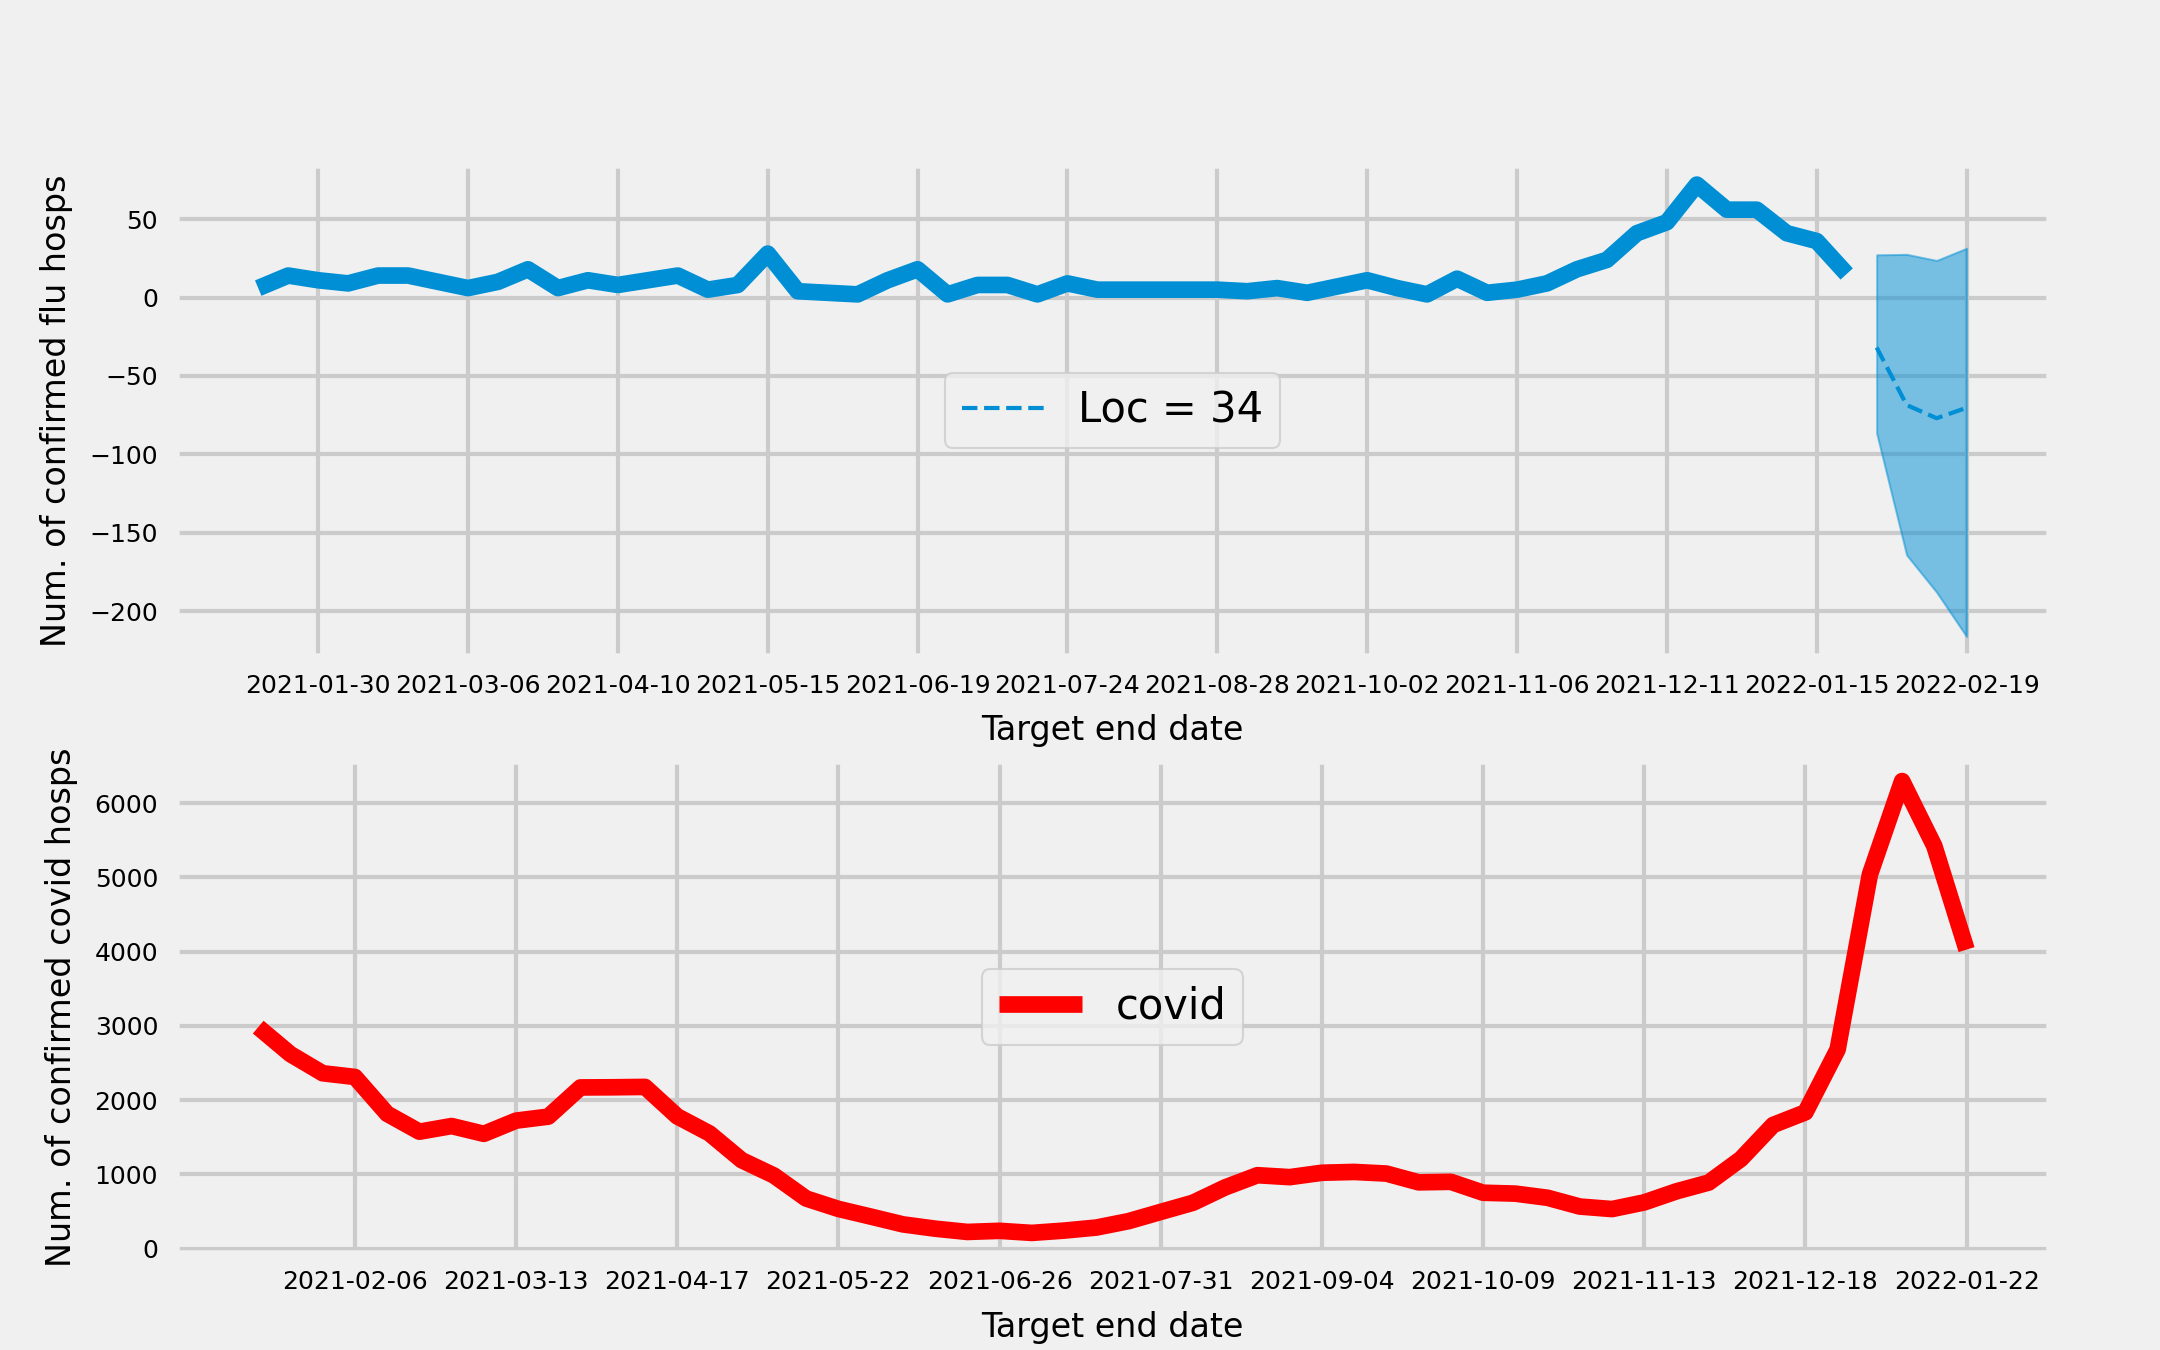 Num. of confirmed flu hosps
50
0
−50
−100
−150
−200
Loc = 34
2021-01-30 2021-03-06 2021-04-10 2021-05-15 2021-06-19 2021-07-24 2021-08-28 2021-10-02 2021-11-06 2021-12-11 2022-01-15 2022-02-19
Target end date
Num. of confirmed covid hosps
6000
5000
4000
3000
2000
1000
0
covid
2021-02-06 2021-03-13 2021-04-17 2021-05-22 2021-06-26 2021-07-31 2021-09-04 2021-10-09 2021-11-13 2021-12-18 2022-01-22
Target end date